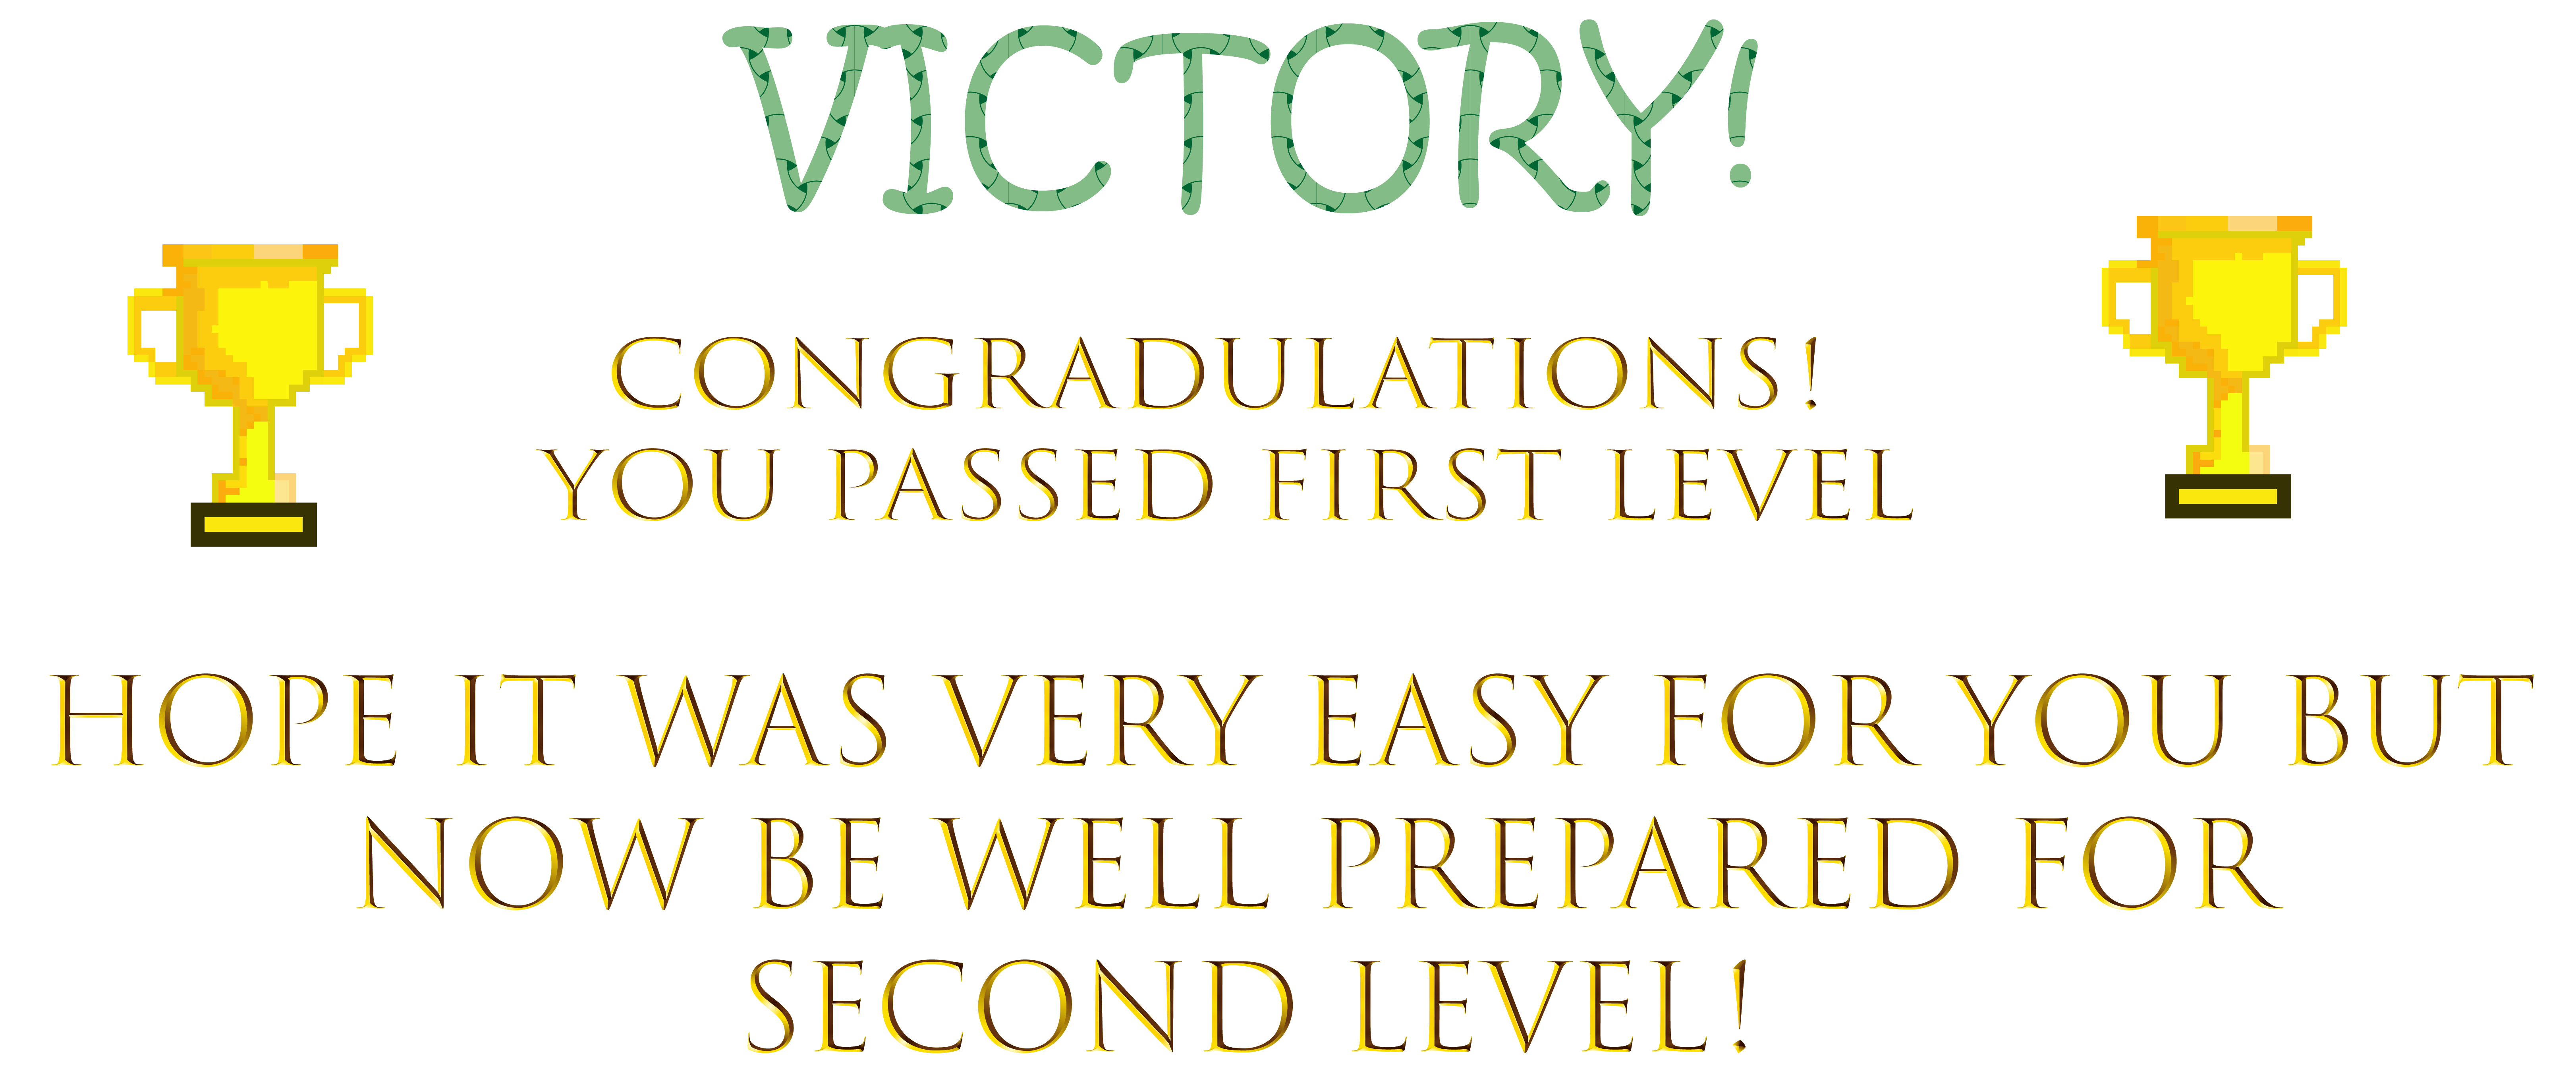 VICTORY!
CONGRADULATIONS!
YOU PASSED FIRST LEVEL
HOPE IT WAS VERY EASY FOR YOU BUT
NOW BE WELL PREPARED FOR
SECOND LEVEL!